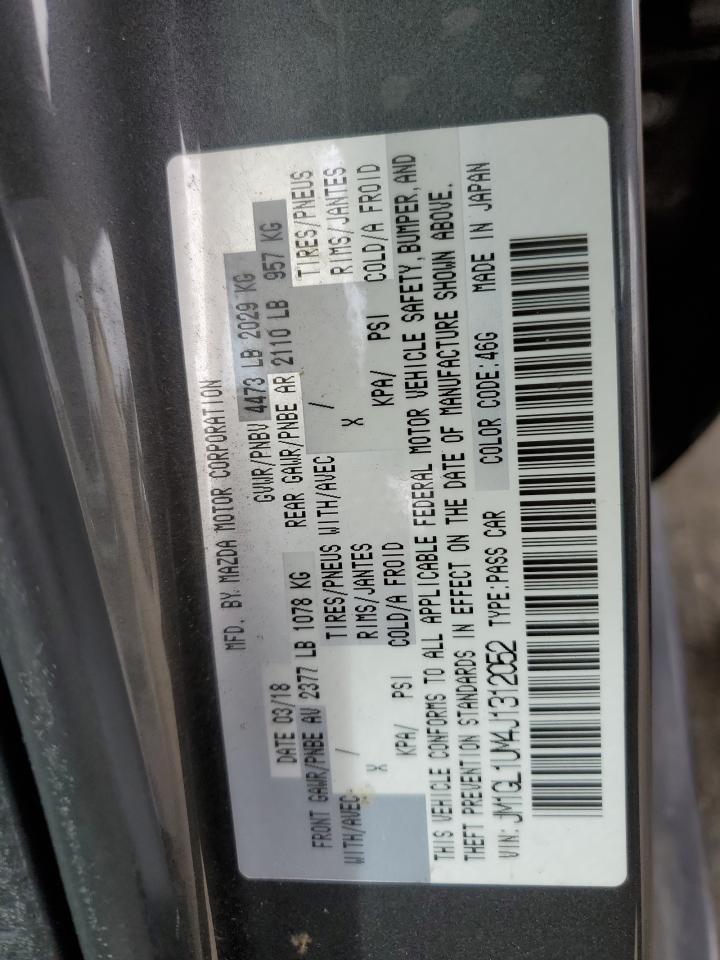 MFD. BY MAZDA MOTOR CORPORATION
DATE 03/18 GVWR/PNBV 4473 LB 2029 KG
FRONT GAWR/PNBE AV 2377 LB 1078 KG REAR GAWR/PNBE AR 2110 LB 957 KG
WITH/AVEC / TIRES/PNEUS WITH/AVEC / TIRES/PNEUS
X RIMS/JANTES X RIMS/JANTES
KPA/ PSI COLD/A FROID KPA/ PSI COLD/A FROID
THIS VEHICLE CONFORMS TO ALL APPLICABLE FEDERAL MOTOR VEHICLE SAFETY, BUMPER, AND
THEFT PREVENTION STANDARDS IN EFFECT ON THE DATE OF MANUFACTURE SHOWN ABOVE.
VIN: JM1GL1UM4J1312052 TYPE: PASS CAR COLOR CODE: 46G MADE IN JAPAN